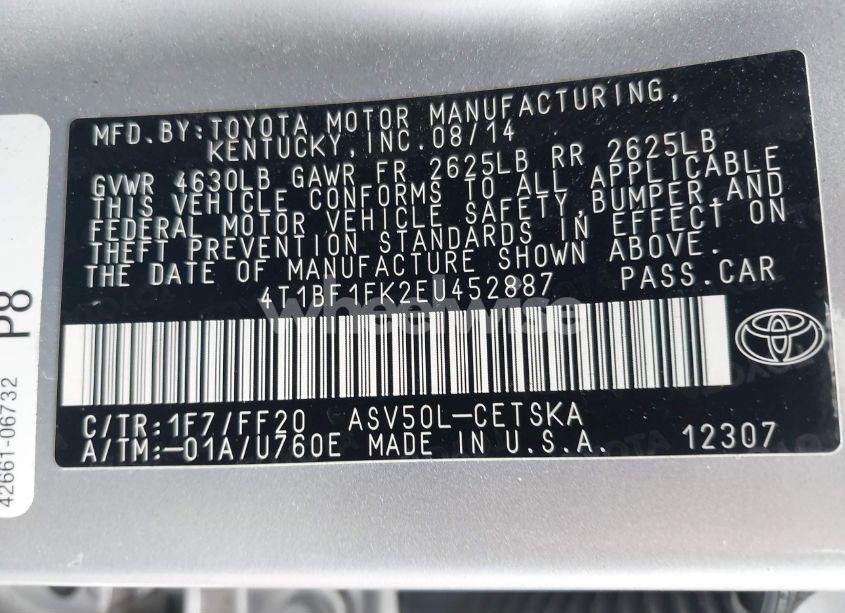 MFD.BY:TOYOTA MOTOR MANUFACTURING,
KENTUCKY,INC.08/14
GVWR 4630LB GAWR FR 2625LB RR 2625LB
THIS VEHICLE CONFORMS TO ALL APPLICABLE
FEDERAL MOTOR VEHICLE SAFETY,BUMPER,AND
THEFT PREVENTION STANDARDS IN EFFECT ON
THE DATE OF MANUFACTURE SHOWN ABOVE.
4T1BF1FK2EU452887 PASS.CAR
wheelwise
C/TR:1F7/FF20 ASV50L-CETSKA
A/TM:-01A/U760E MADE IN U.S.A. 12307
P8
42661-06732